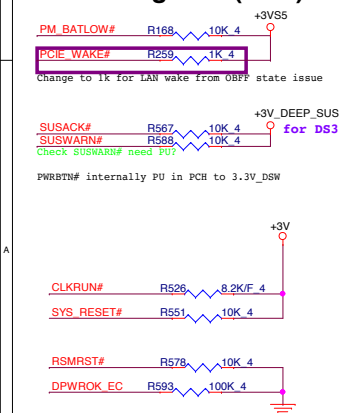 +3VS5
PM_BATLOW# R168 10K_4
PCIE_WAKE# R259 1K_4
Change to 1k for LAN wake from OBFF state issue
+3V_DEEP_SUS
SUSACK# R567 10K_4 for DS3
SUSWARN# R588 10K_4
Check SUSWARN# need PU?
PWRBTN# internally PU in PCH to 3.3V_DSW
+3V
A
CLKRUN# R526 8.2K/F_4
SYS_RESET# R551 10K_4
RSMRST# R578 10K_4
DPWROK_EC R593 100K_4